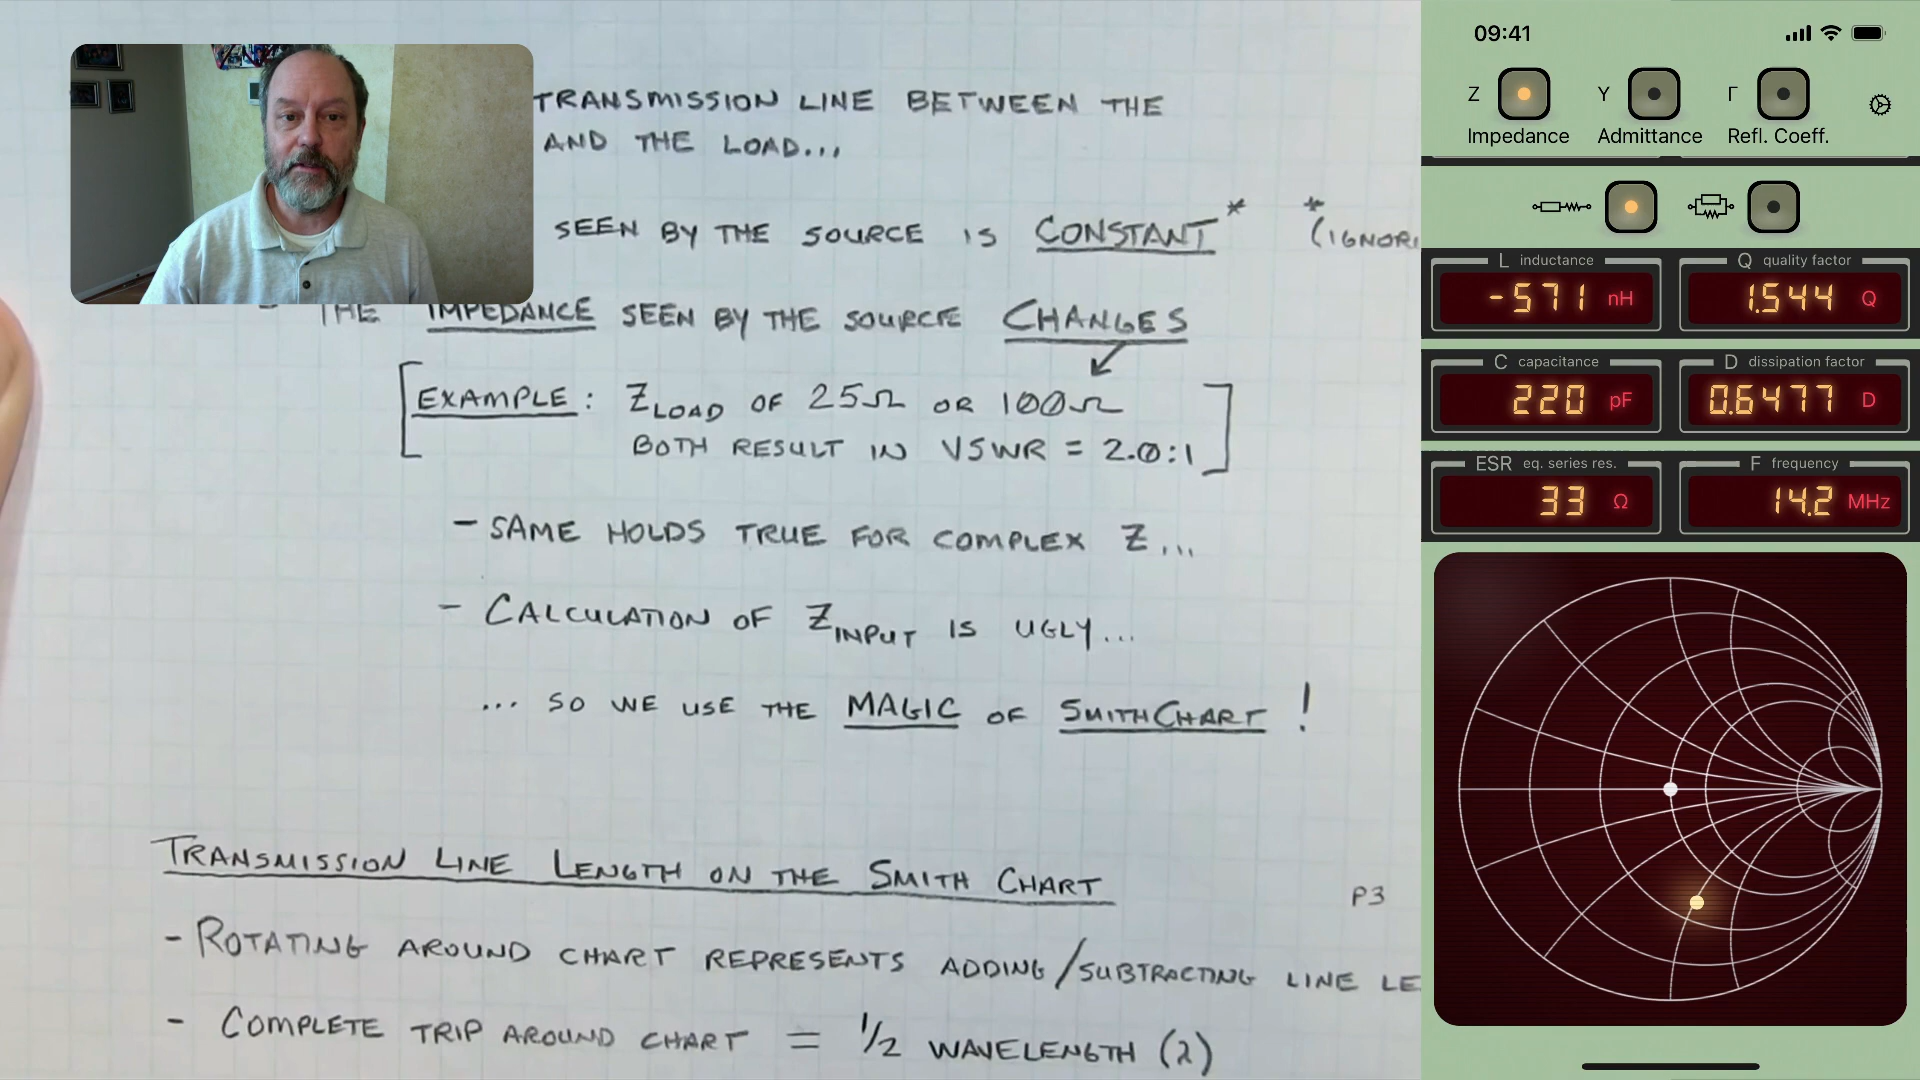 TRANSMISSION LINE BETWEEN THE
AND THE LOAD...
SEEN BY THE SOURCE IS CONSTANT* *(IGNORI
- THE IMPEDANCE SEEN BY THE SOURCE CHANGES
[EXAMPLE: ZLOAD OF 25Ω OR 100Ω
BOTH RESULT IN VSWR = 2.0:1]
- SAME HOLDS TRUE FOR COMPLEX Z...
- CALCULATION OF ZINPUT IS UGLY...
... SO WE USE THE MAGIC OF SMITH CHART!
TRANSMISSION LINE LENGTH ON THE SMITH CHART
P3
- ROTATING AROUND CHART REPRESENTS ADDING/SUBTRACTING LINE LE
- COMPLETE TRIP AROUND CHART = 1/2 WAVELENGTH (λ)
09:41
Z Y Γ
Impedance Admittance Refl. Coeff.
L inductance
-571 nH
Q quality factor
1.544 Q
C capacitance
220 pF
D dissipation factor
0.6477 D
ESR eq. series res.
33 Ω
F frequency
14.2 MHz